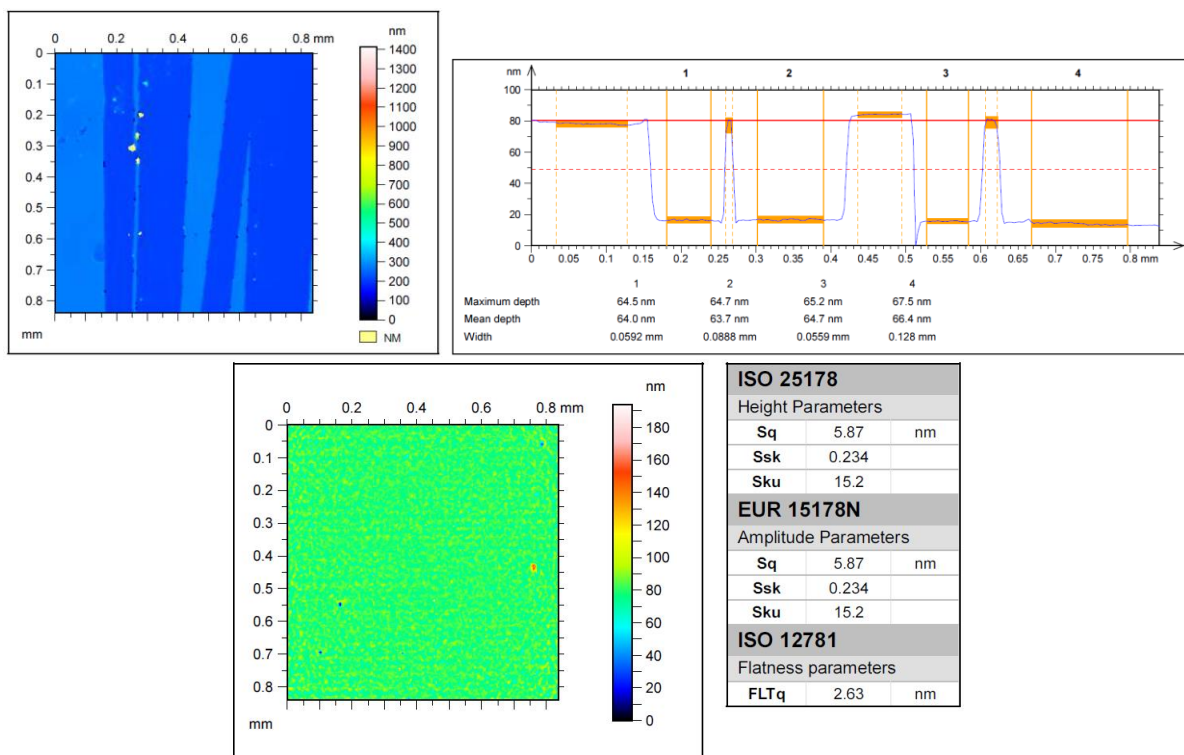 nm
0 0.2 0.4 0.6 0.8 mm
0
0.1
0.2
0.3
0.4
0.5
0.6
0.7
0.8
mm
1400
1300
1200
1100
1000
900
800
700
600
500
400
300
200
100
0
NM
nm 1 2 3 4
100
80
60
40
20
0
0 0.05 0.1 0.15 0.2 0.25 0.3 0.35 0.4 0.45 0.5 0.55 0.6 0.65 0.7 0.75 0.8 mm
1 2 3 4
Maximum depth 64.5 nm 64.7 nm 65.2 nm 67.5 nm
Mean depth 64.0 nm 63.7 nm 64.7 nm 66.4 nm
Width 0.0592 mm 0.0888 mm 0.0559 mm 0.128 mm
nm
0 0.2 0.4 0.6 0.8 mm
0
0.1
0.2
0.3
0.4
0.5
0.6
0.7
0.8
mm
180
160
140
120
100
80
60
40
20
0
ISO 25178
Height Parameters
Sq 5.87 nm
Ssk 0.234
Sku 15.2
EUR 15178N
Amplitude Parameters
Sq 5.87 nm
Ssk 0.234
Sku 15.2
ISO 12781
Flatness parameters
FLTq 2.63 nm